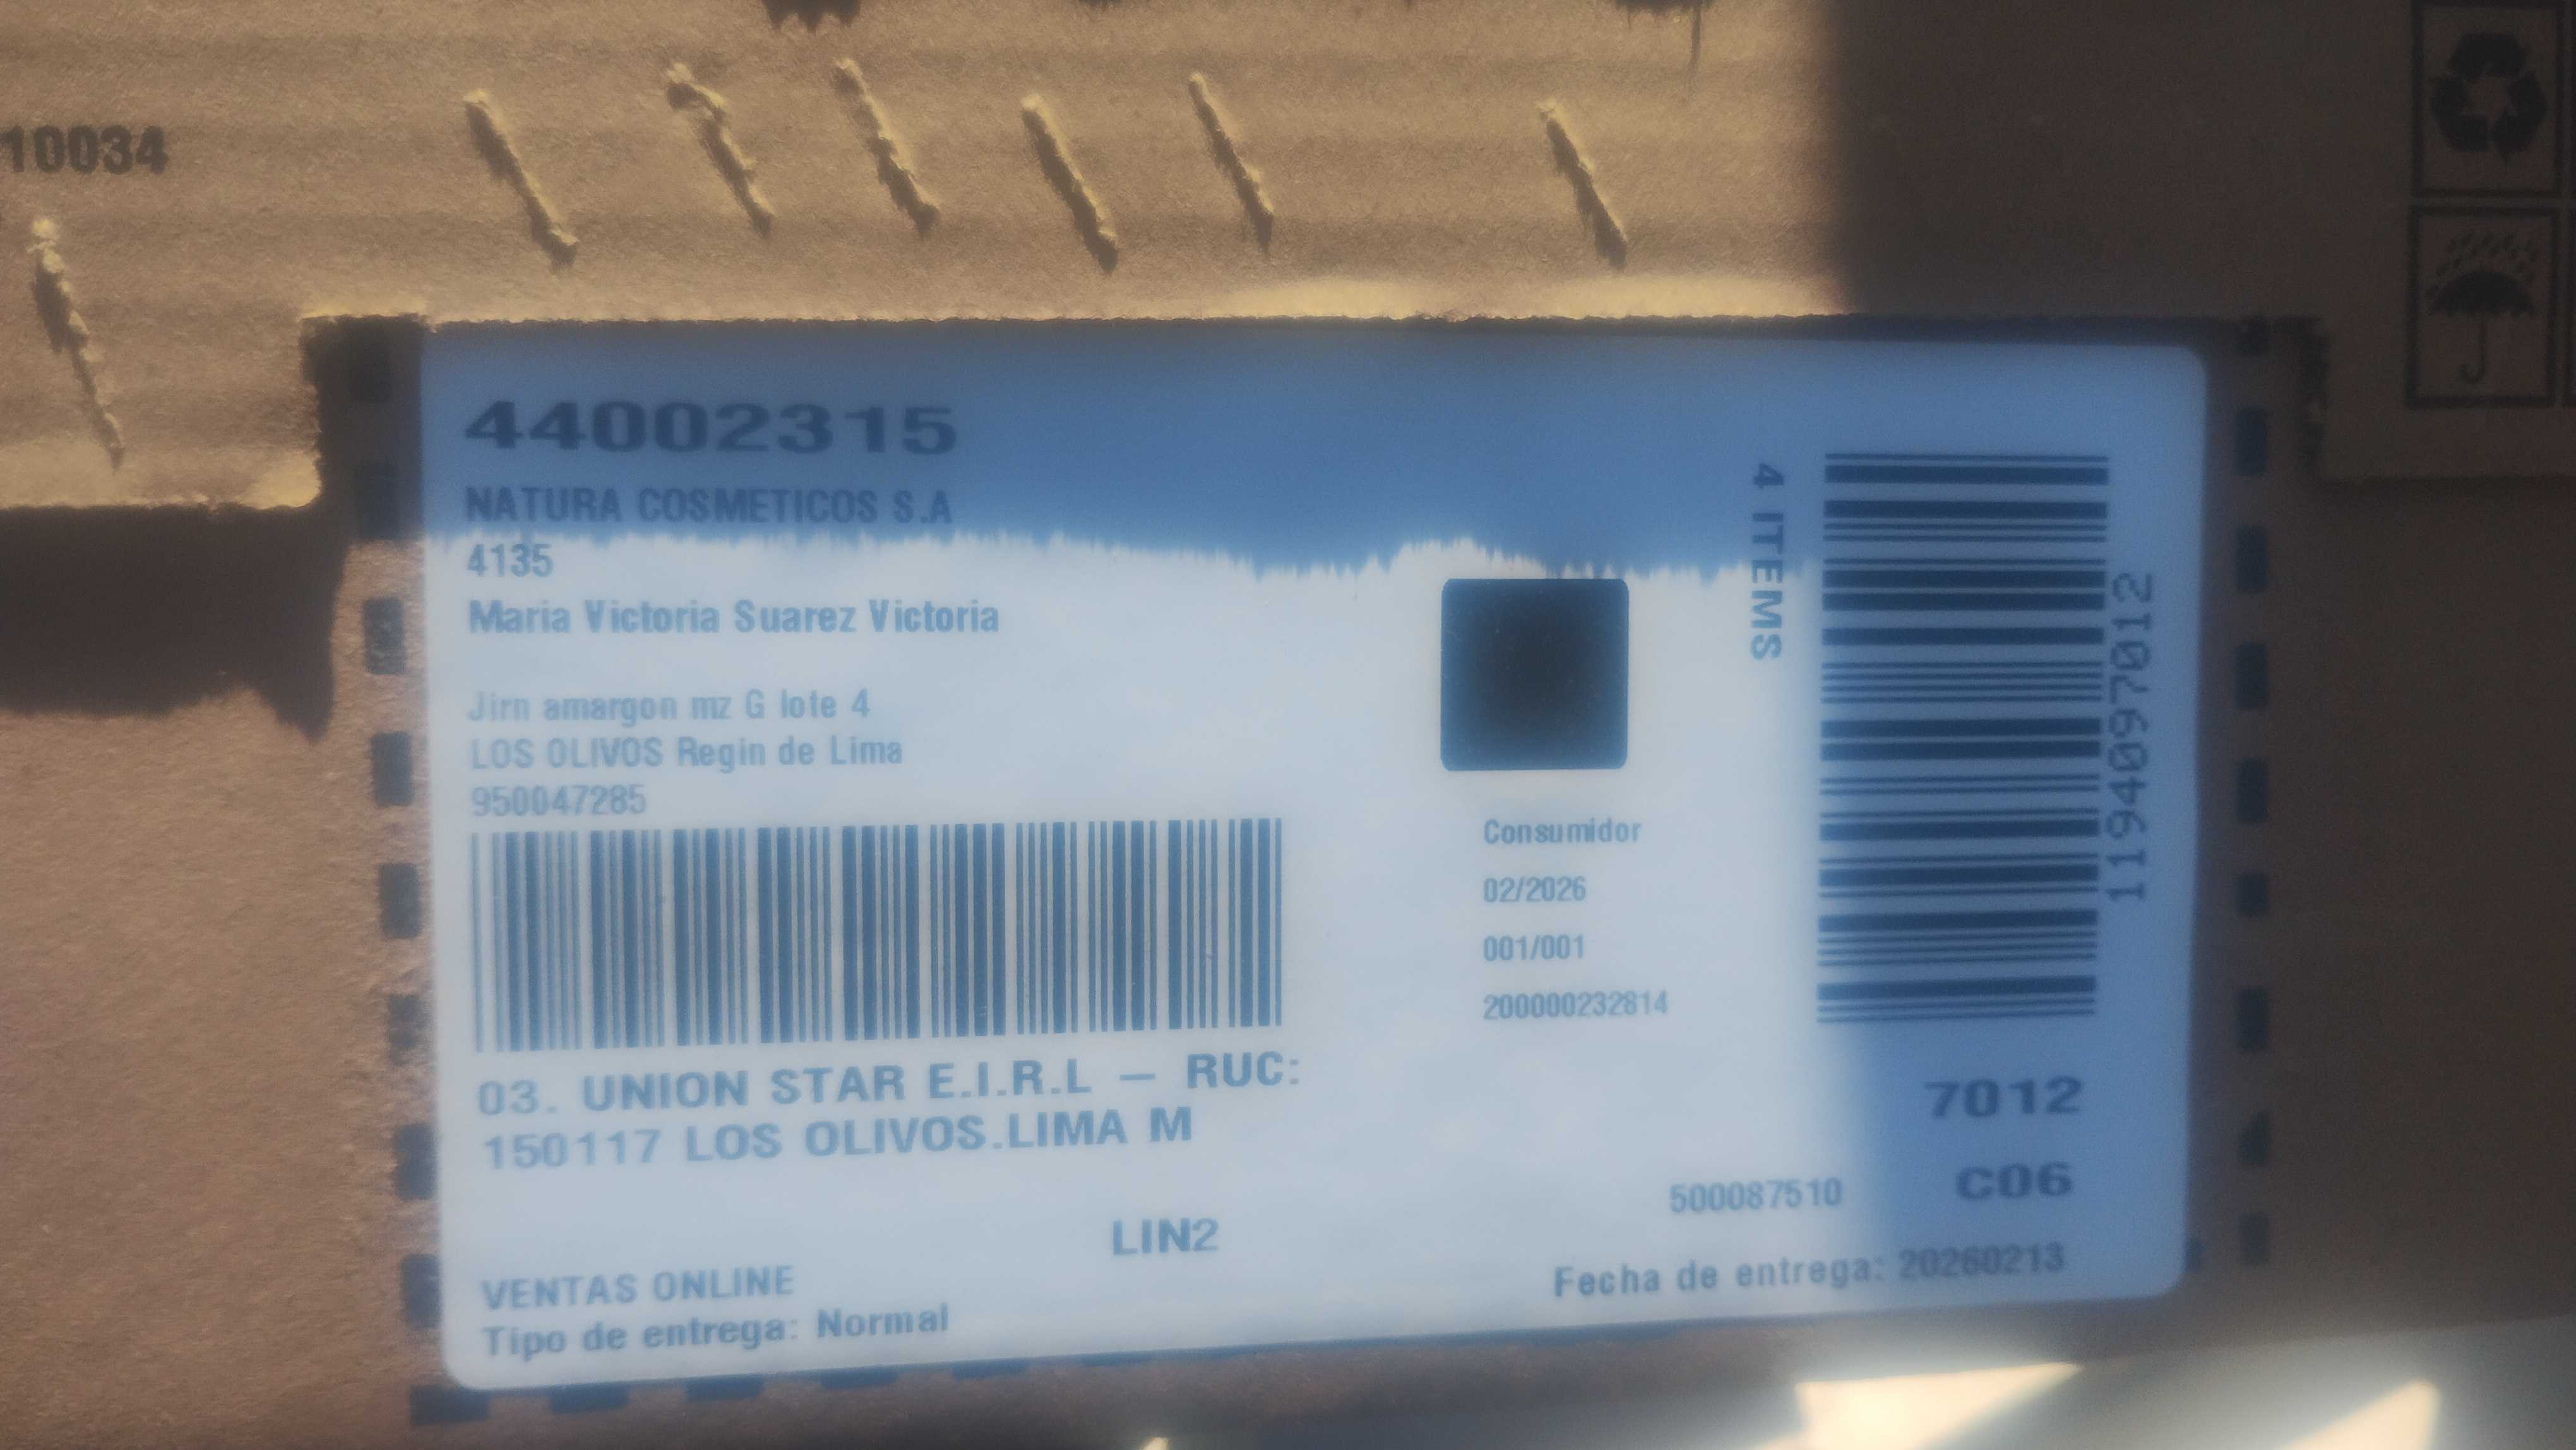 10034
44002315
NATURA COSMETICOS S.A
4135
Maria Victoria Suarez Victoria
Jirn amargon mz G lote 4
LOS OLIVOS Regin de Lima
950047285
03. UNION STAR E.I.R.L – RUC:
150117 LOS OLIVOS.LIMA M
LIN2
VENTAS ONLINE
Tipo de entrega: Normal
Consumidor
02/2026
001/001
200000232814
4 ITEMS
1194097012
7012
C06
500087510
Fecha de entrega: 20260213